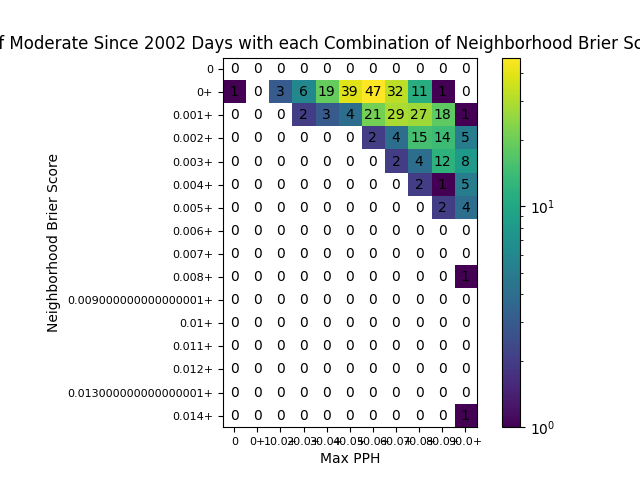 f Moderate Since 2002 Days with each Combination of Neighborhood Brier Sc
0 0 0 0 0 0 0 0 0 0 0 0
0+ 1 0 3 6 19 39 47 32 11 1 0
0.001+ 0 0 0 2 3 4 21 29 27 18 1
0.002+ 0 0 0 0 0 0 2 4 15 14 5
0.003+ 0 0 0 0 0 0 0 2 4 12 8
0.004+ 0 0 0 0 0 0 0 0 2 1 5
0.005+ 0 0 0 0 0 0 0 0 0 2 4
0.006+ 0 0 0 0 0 0 0 0 0 0 0
0.007+ 0 0 0 0 0 0 0 0 0 0 0
0.008+ 0 0 0 0 0 0 0 0 0 0 1
0.009000000000000001+ 0 0 0 0 0 0 0 0 0 0 0
0.01+ 0 0 0 0 0 0 0 0 0 0 0
0.011+ 0 0 0 0 0 0 0 0 0 0 0
0.012+ 0 0 0 0 0 0 0 0 0 0 0
0.013000000000000001+ 0 0 0 0 0 0 0 0 0 0 0
0.014+ 0 0 0 0 0 0 0 0 0 0 1
0 0+
Max PPH
Neighborhood Brier Score
10¹
10⁰